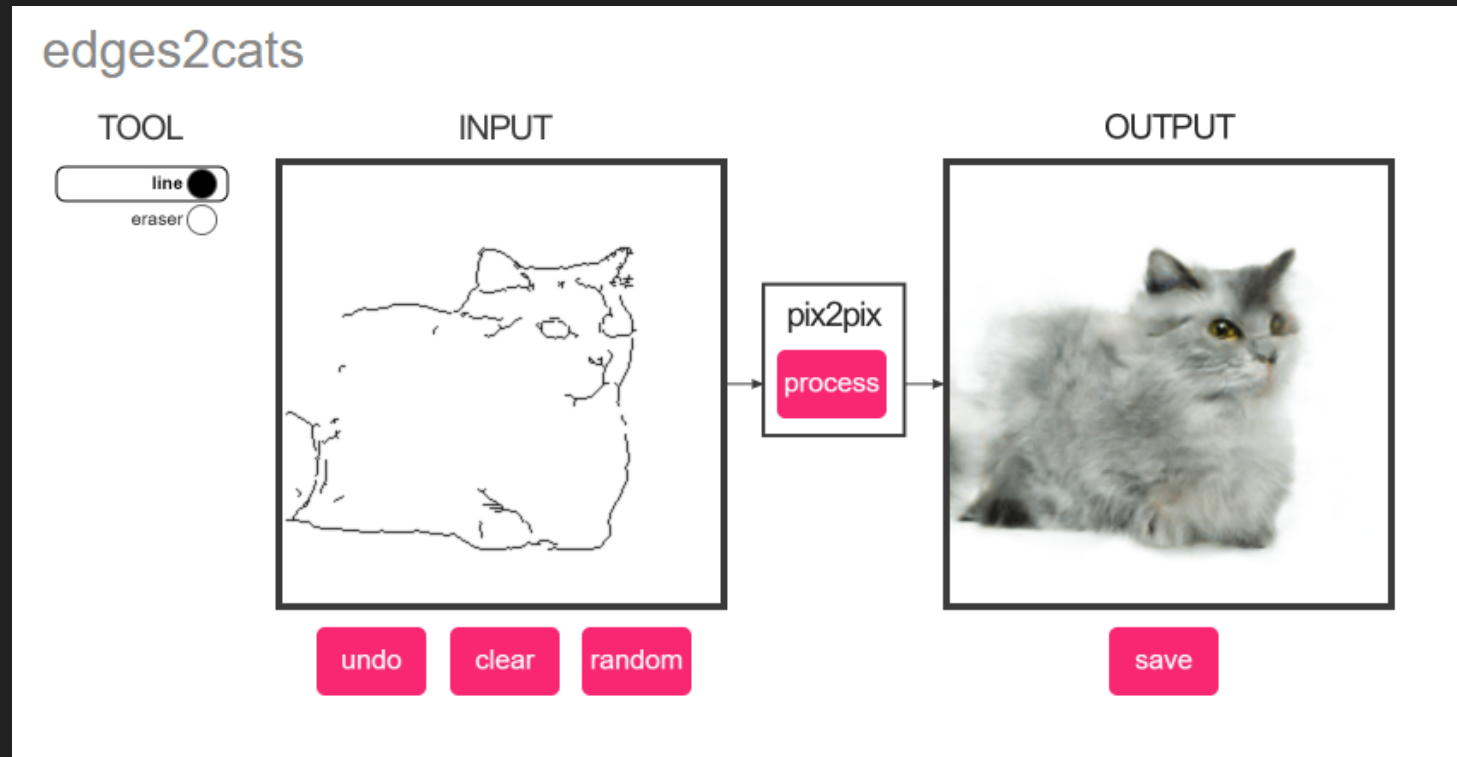 edges2cats
TOOL
INPUT
OUTPUT
line
eraser
pix2pix
process
undo
clear
random
save